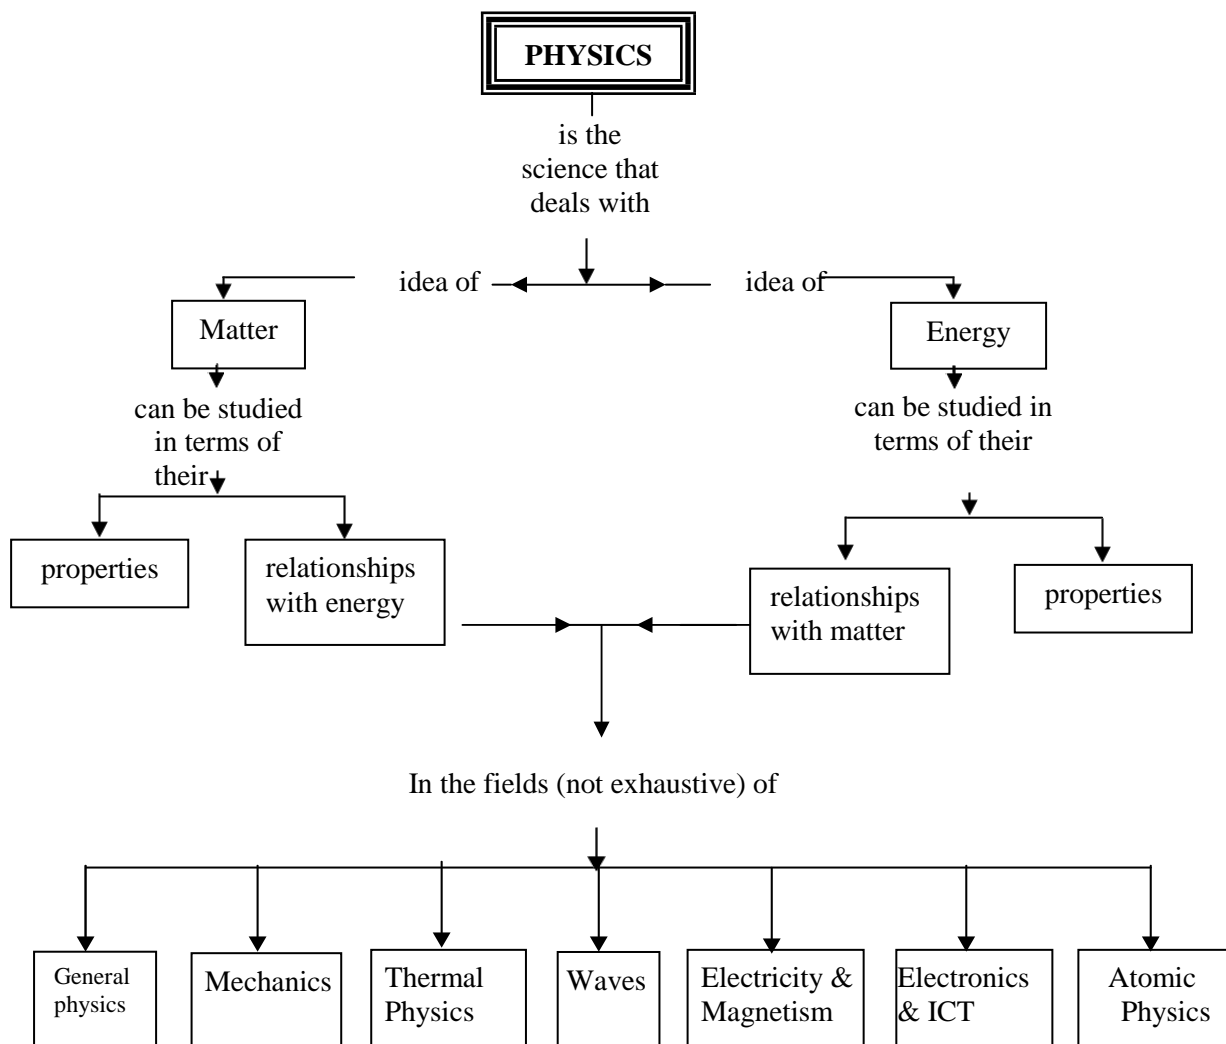 PHYSICS
is the
science that
deals with
idea of
idea of
Matter
Energy
can be studied
in terms of
their
can be studied in
terms of their
properties
relationships
with energy
relationships
with matter
properties
In the fields (not exhaustive) of
General
physics
Mechanics
Thermal
Physics
Waves
Electricity &
Magnetism
Electronics
& ICT
Atomic
Physics